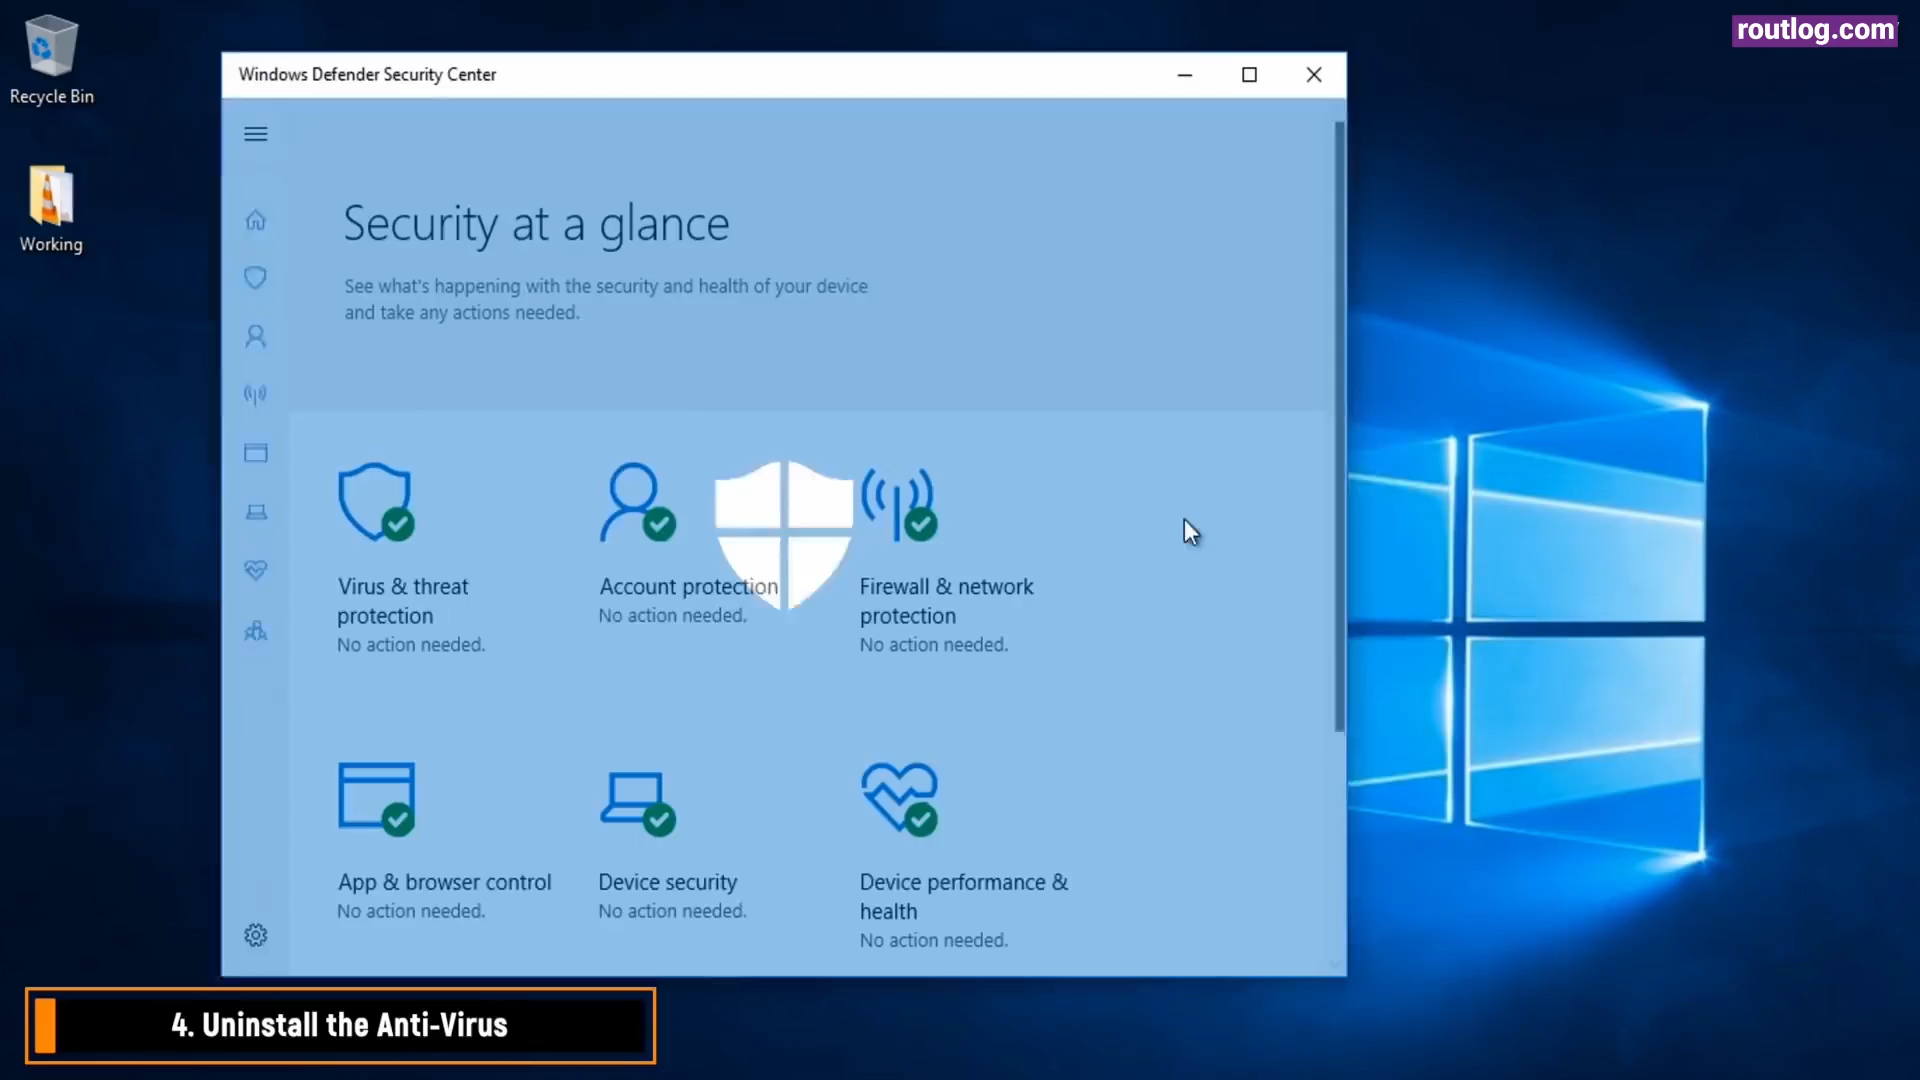 routlog.com
Recycle Bin
Working
Windows Defender Security Center
Security at a glance
See what's happening with the security and health of your device
and take any actions needed.
Virus & threat
protection
No action needed.
Account protection
No action needed.
Firewall & network
protection
No action needed.
App & browser control
No action needed.
Device security
No action needed.
Device performance &
health
No action needed.
4. Uninstall the Anti-Virus